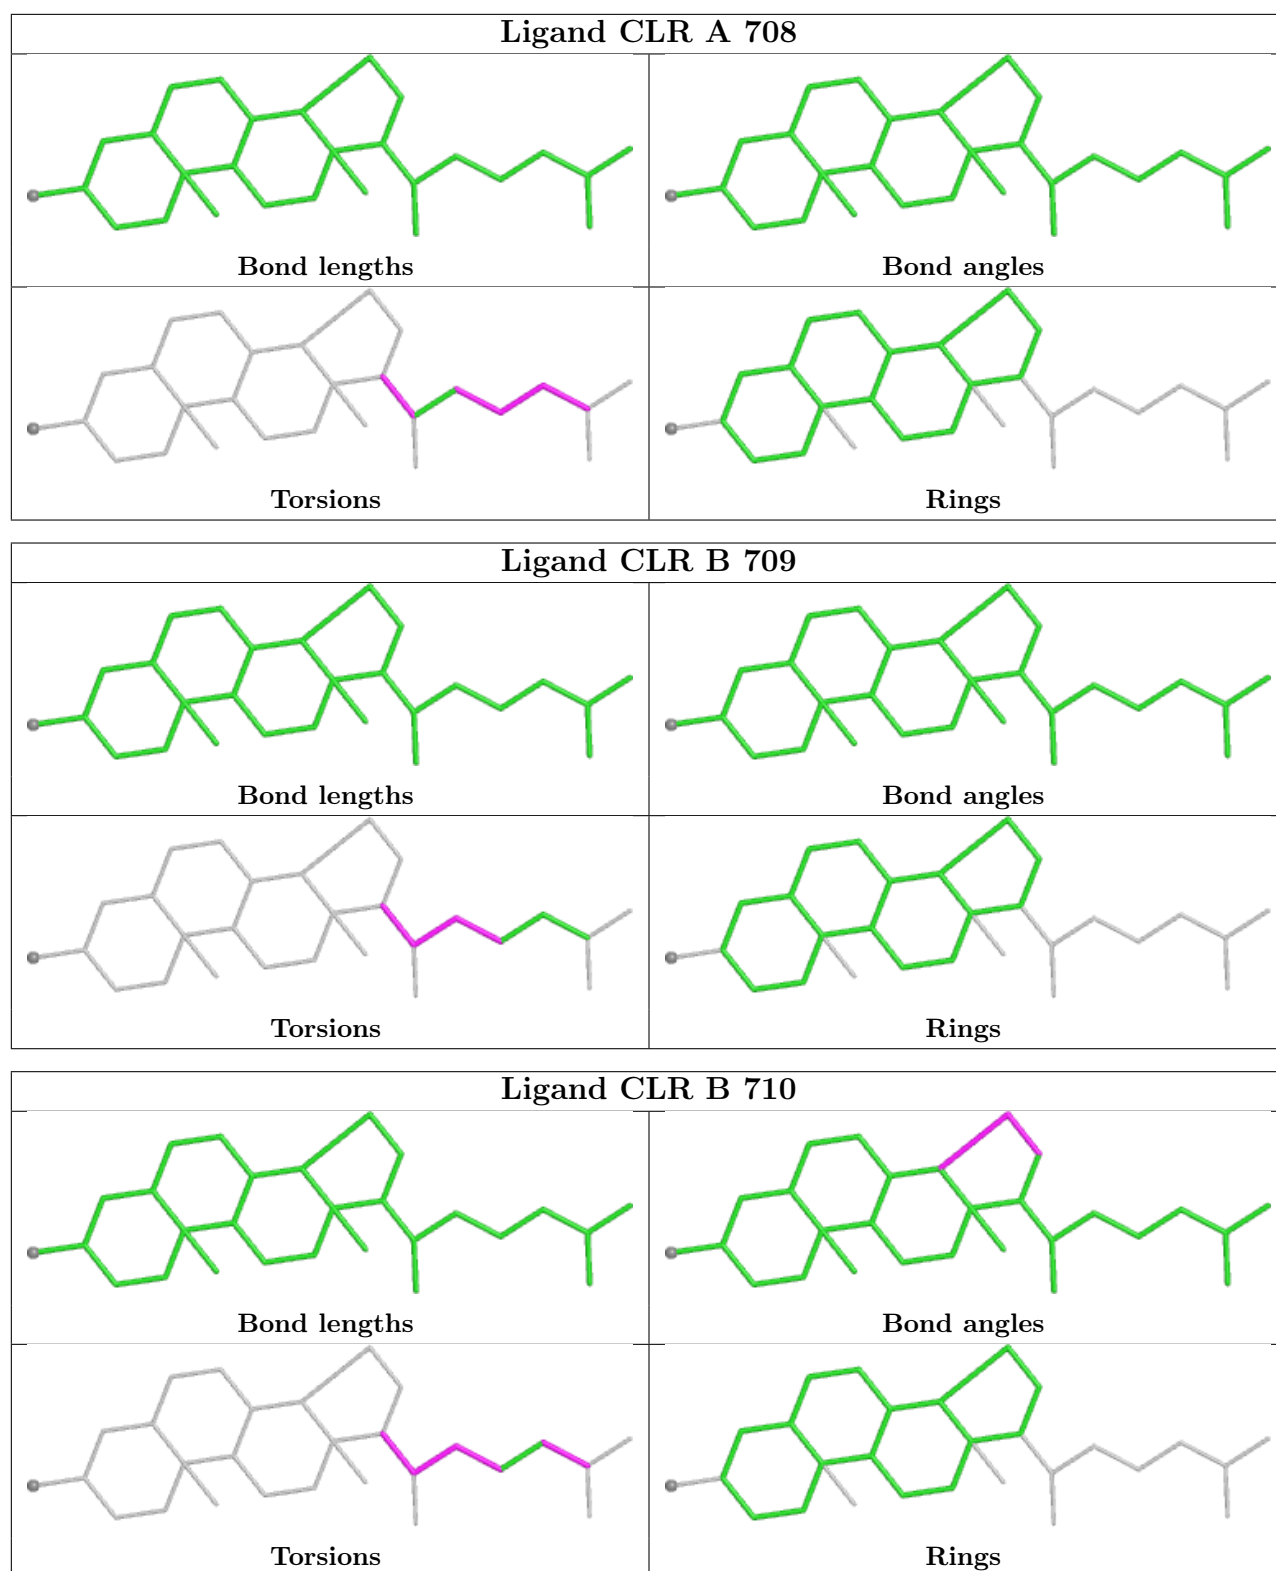 Ligand CLR A 708
Bond lengths
Bond angles
Torsions
Rings
Ligand CLR B 709
Bond lengths
Bond angles
Torsions
Rings
Ligand CLR B 710
Bond lengths
Bond angles
Torsions
Rings